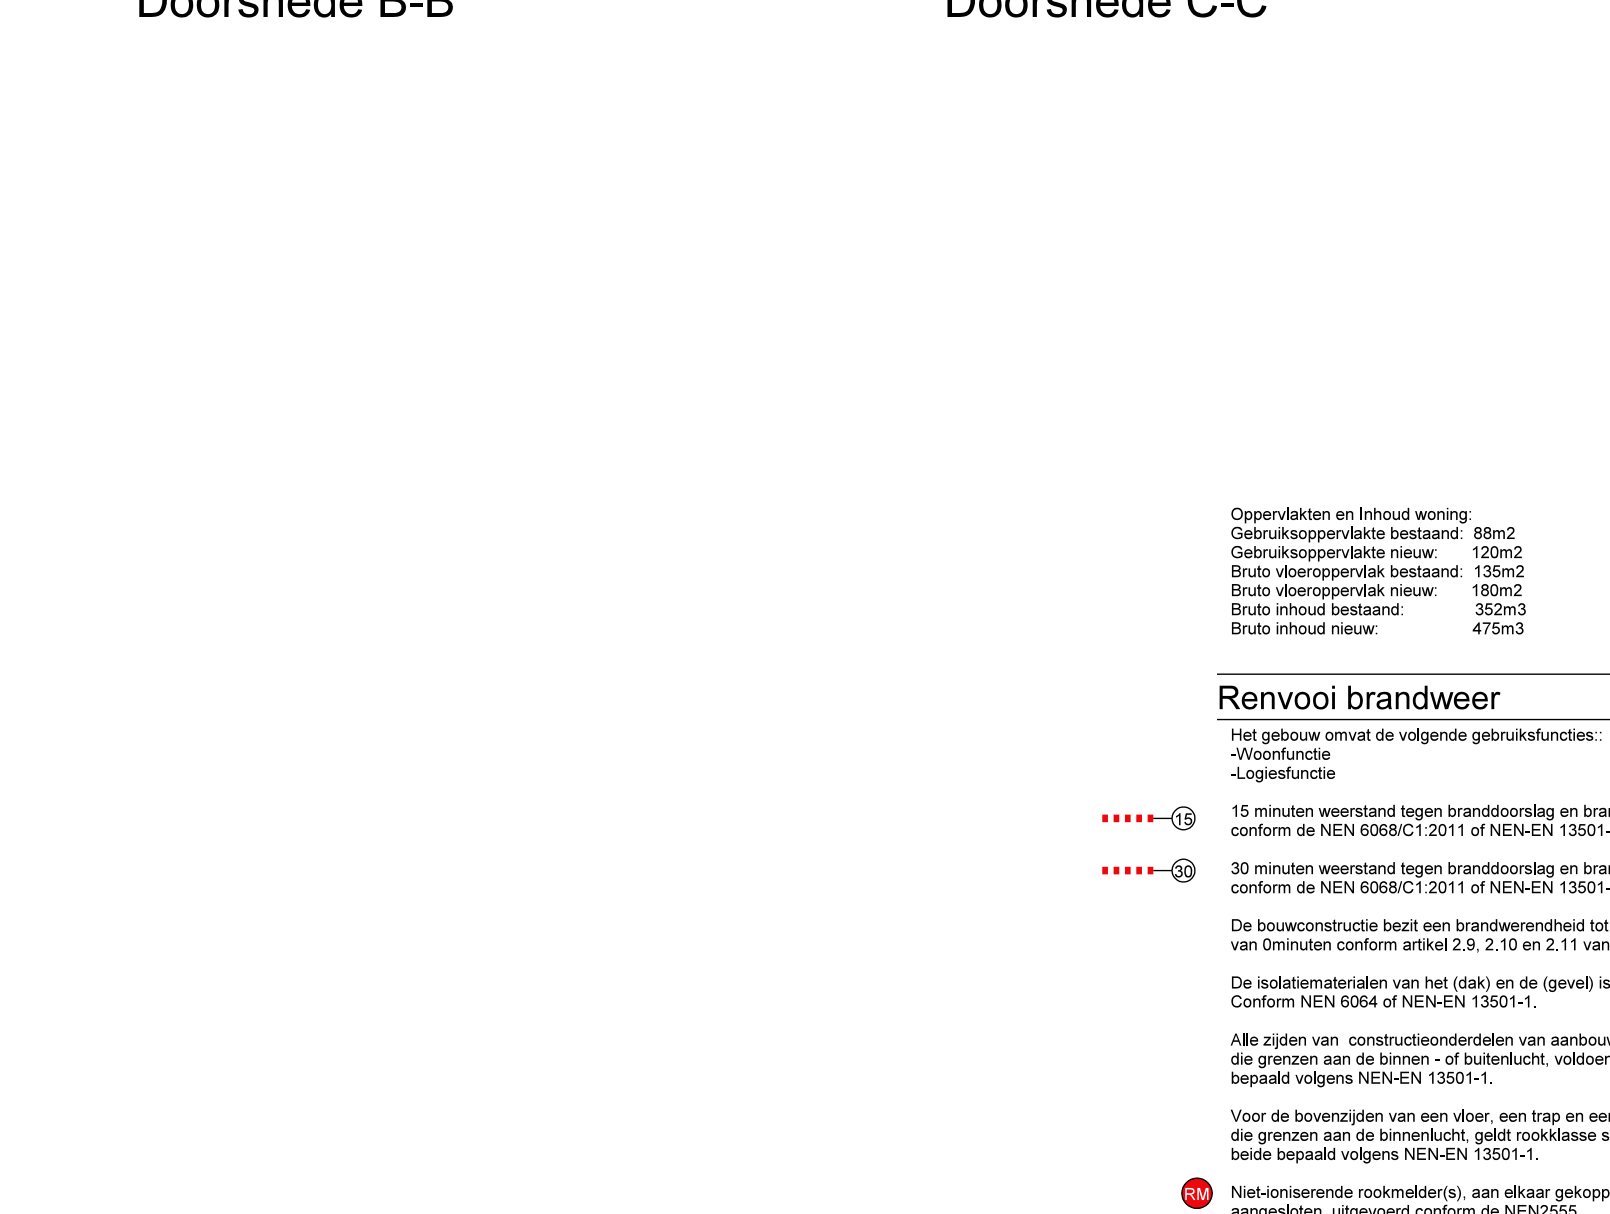 Doorsnede B-B
Doorsnede C-C
Oppervlakten en Inhoud woning:
Gebruiksoppervlakte bestaand: 88m2
Gebruiksoppervlakte nieuw: 120m2
Bruto vloeroppervlak bestaand: 135m2
Bruto vloeroppervlak nieuw: 180m2
Bruto inhoud bestaand: 352m3
Bruto inhoud nieuw: 475m3
Renvooi brandweer
Het gebouw omvat de volgende gebruiksfuncties::
-Woonfunctie
-Logiesfunctie
15
15 minuten weerstand tegen branddoorslag en
conform de NEN 6068/C1:2011 of NEN-EN 13501-
30
30 minuten weerstand tegen branddoorslag en
conform de NEN 6068/C1:2011 of NEN-EN 13501-
De bouwconstructie bezit een brandwerendheid tot
van 0minuten conform artikel 2.9, 2.10 en 2.11 van
De isolatiematerialen van het (dak) en de (gevel) is
Conform NEN 6064 of NEN-EN 13501-1.
Alle zijden van constructieonderdelen van
die grenzen aan de binnen - of buitenlucht,
bepaald volgens NEN-EN 13501-1.
Voor de bovenzijden van een vloer, een trap en
die grenzen aan de binnenlucht, geldt rookklasse
beide bepaald volgens NEN-EN 13501-1.
RM
Niet-ioniserende rookmelder(s), aan elkaar
aangesloten, uitgevoerd conform de NEN2555